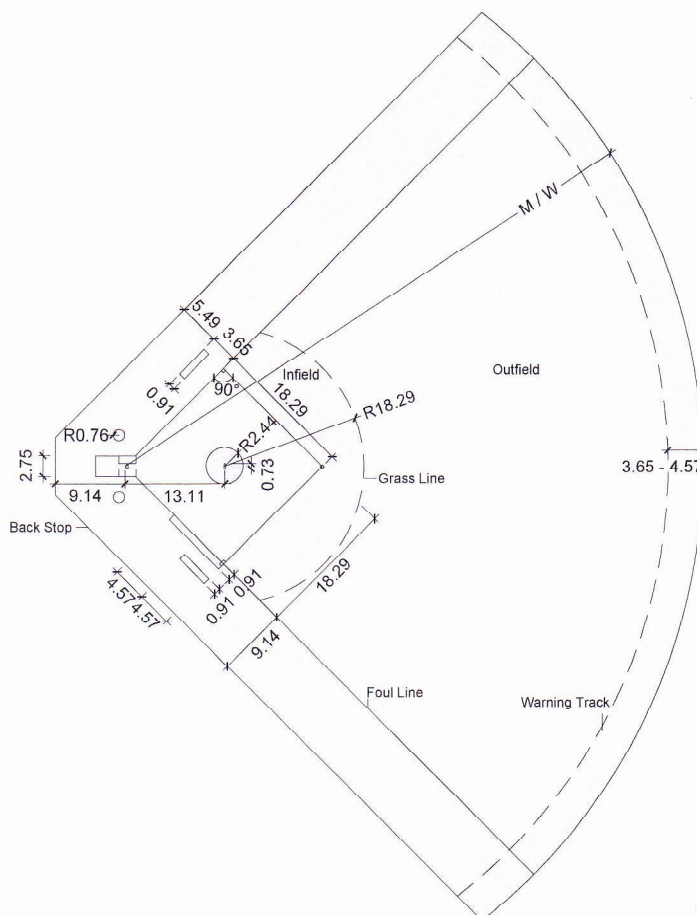 M / W
5.49
3.65
Infield
Outfield
18.29
90°
0.91
R18.29
R0.76
R2.44
2.75
0.73
3.65 - 4.57
9.14
13.11
Grass Line
Back Stop
4.57
4.57
0.91
0.91
18.29
9.14
Foul Line
Warning Track